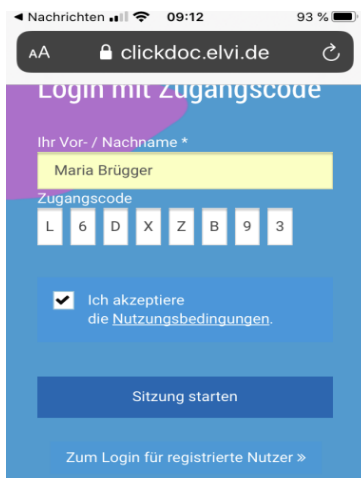 ◀ Nachrichten 09:12 93 %
AA clickdoc.elvi.de
Login mit Zugangscode
Ihr Vor- / Nachname *
Maria Brügger
Zugangscode
L 6 D X Z B 9 3
Ich akzeptiere
die Nutzungsbedingungen.
Sitzung starten
Zum Login für registrierte Nutzer »